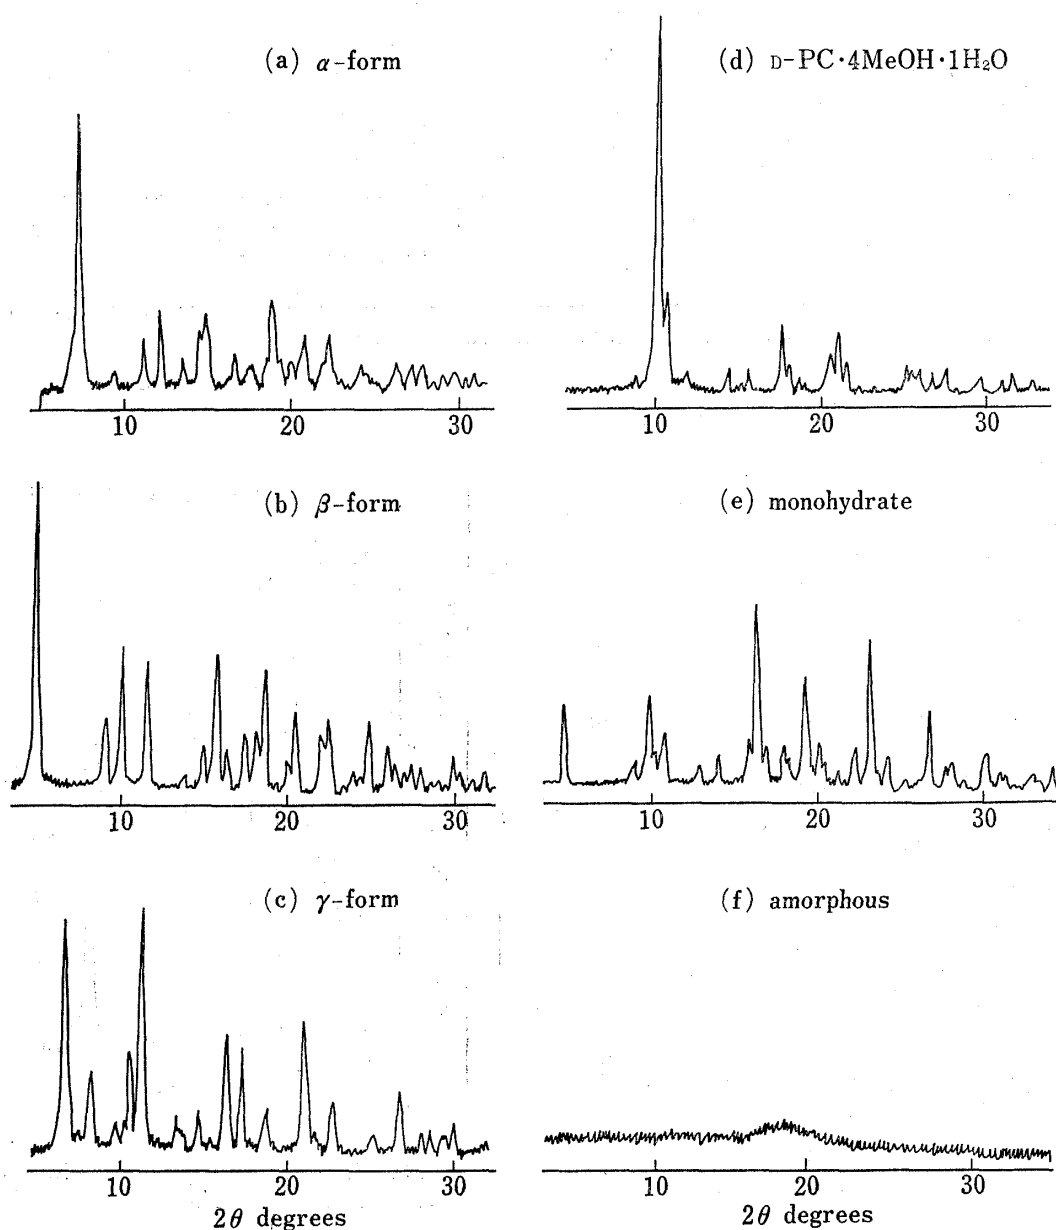 (a) α-form
10 20 30
(b) β-form
10 20 30
(c) γ-form
10 20 30
2θ degrees
(d) D-PC·4MeOH·1H₂O
10 20 30
(e) monohydrate
10 20 30
(f) amorphous
10 20 30
2θ degrees